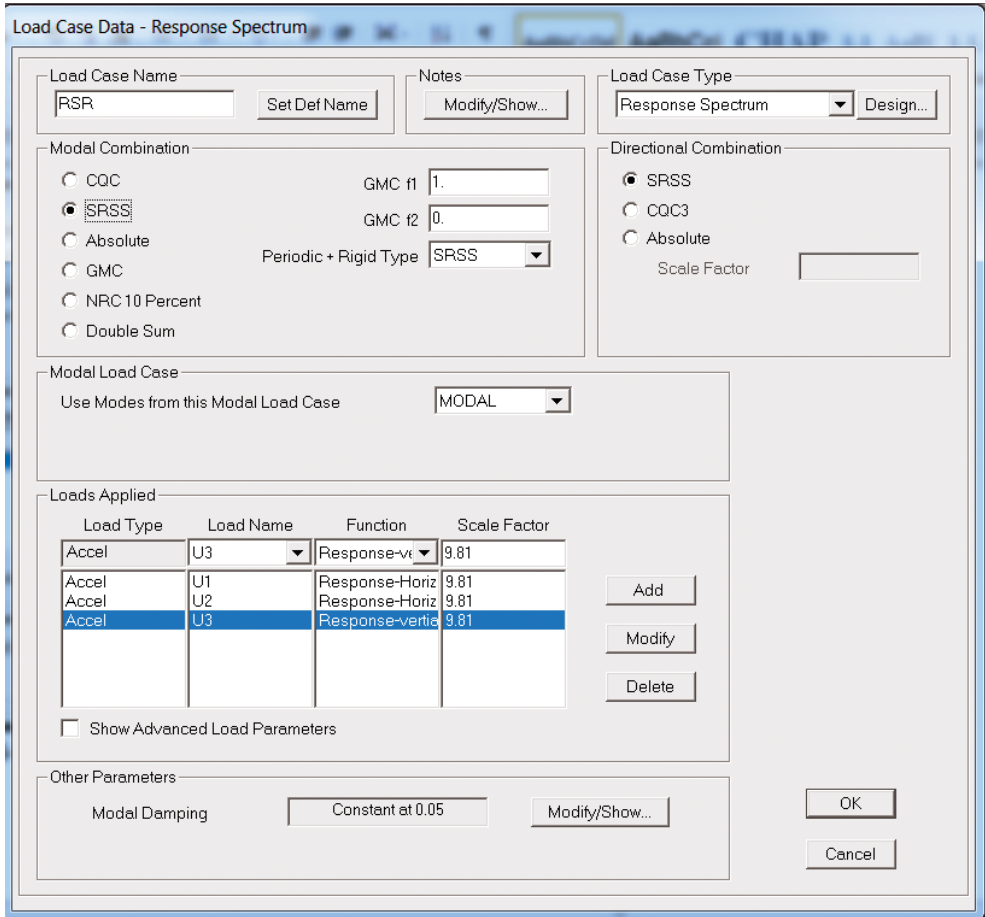 Load Case Data - Response Spectrum
Load Case Name
RSR
Set Def Name
Notes
Modify/Show...
Load Case Type
Response Spectrum
Design...
Modal Combination
CQC
SRSS
Absolute
GMC
NRC 10 Percent
Double Sum
GMC f1
1.
GMC f2
0.
Periodic + Rigid Type
SRSS
Directional Combination
SRSS
CQC3
Absolute
Scale Factor
Modal Load Case
Use Modes from this Modal Load Case
MODAL
Loads Applied
Load Type Load Name Function Scale Factor
Accel U3 Response-ve 9.81
Accel U1 Response-Horiz 9.81
Accel U2 Response-Horiz 9.81
Accel U3 Response-vertia 9.81
Add
Modify
Delete
Show Advanced Load Parameters
Other Parameters
Modal Damping
Constant at 0.05
Modify/Show...
OK
Cancel